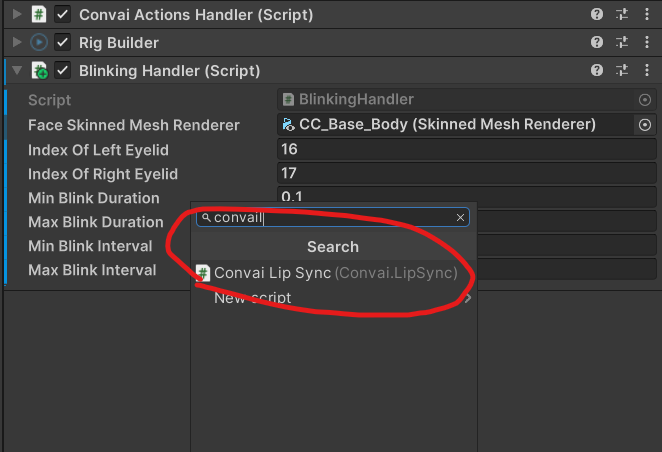 Convai Actions Handler (Script)
Rig Builder
Blinking Handler (Script)
Script BlinkingHandler
Face Skinned Mesh Renderer CC_Base_Body (Skinned Mesh Renderer)
Index Of Left Eyelid 16
Index Of Right Eyelid 17
Min Blink Duration 0.1
Max Blink Duration
Min Blink Interval
Max Blink Interval
convail
Search
Convai Lip Sync (Convai.LipSync)
New script